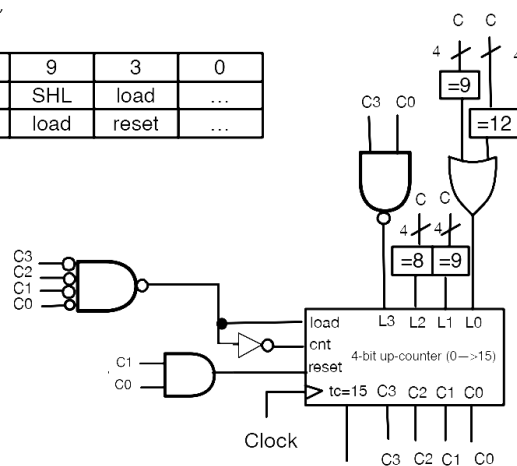 9 3 0
SHL load ...
load reset ...
C C
4 4 4
=9
=12
C3 C0
C C
4 4
=8 =9
C3
C2
C1
C0
load L3 L2 L1 L0
cnt
4-bit up-counter (0—>15)
reset
C1
C0
tc=15 C3 C2 C1 C0
Clock
C3 C2 C1 C0